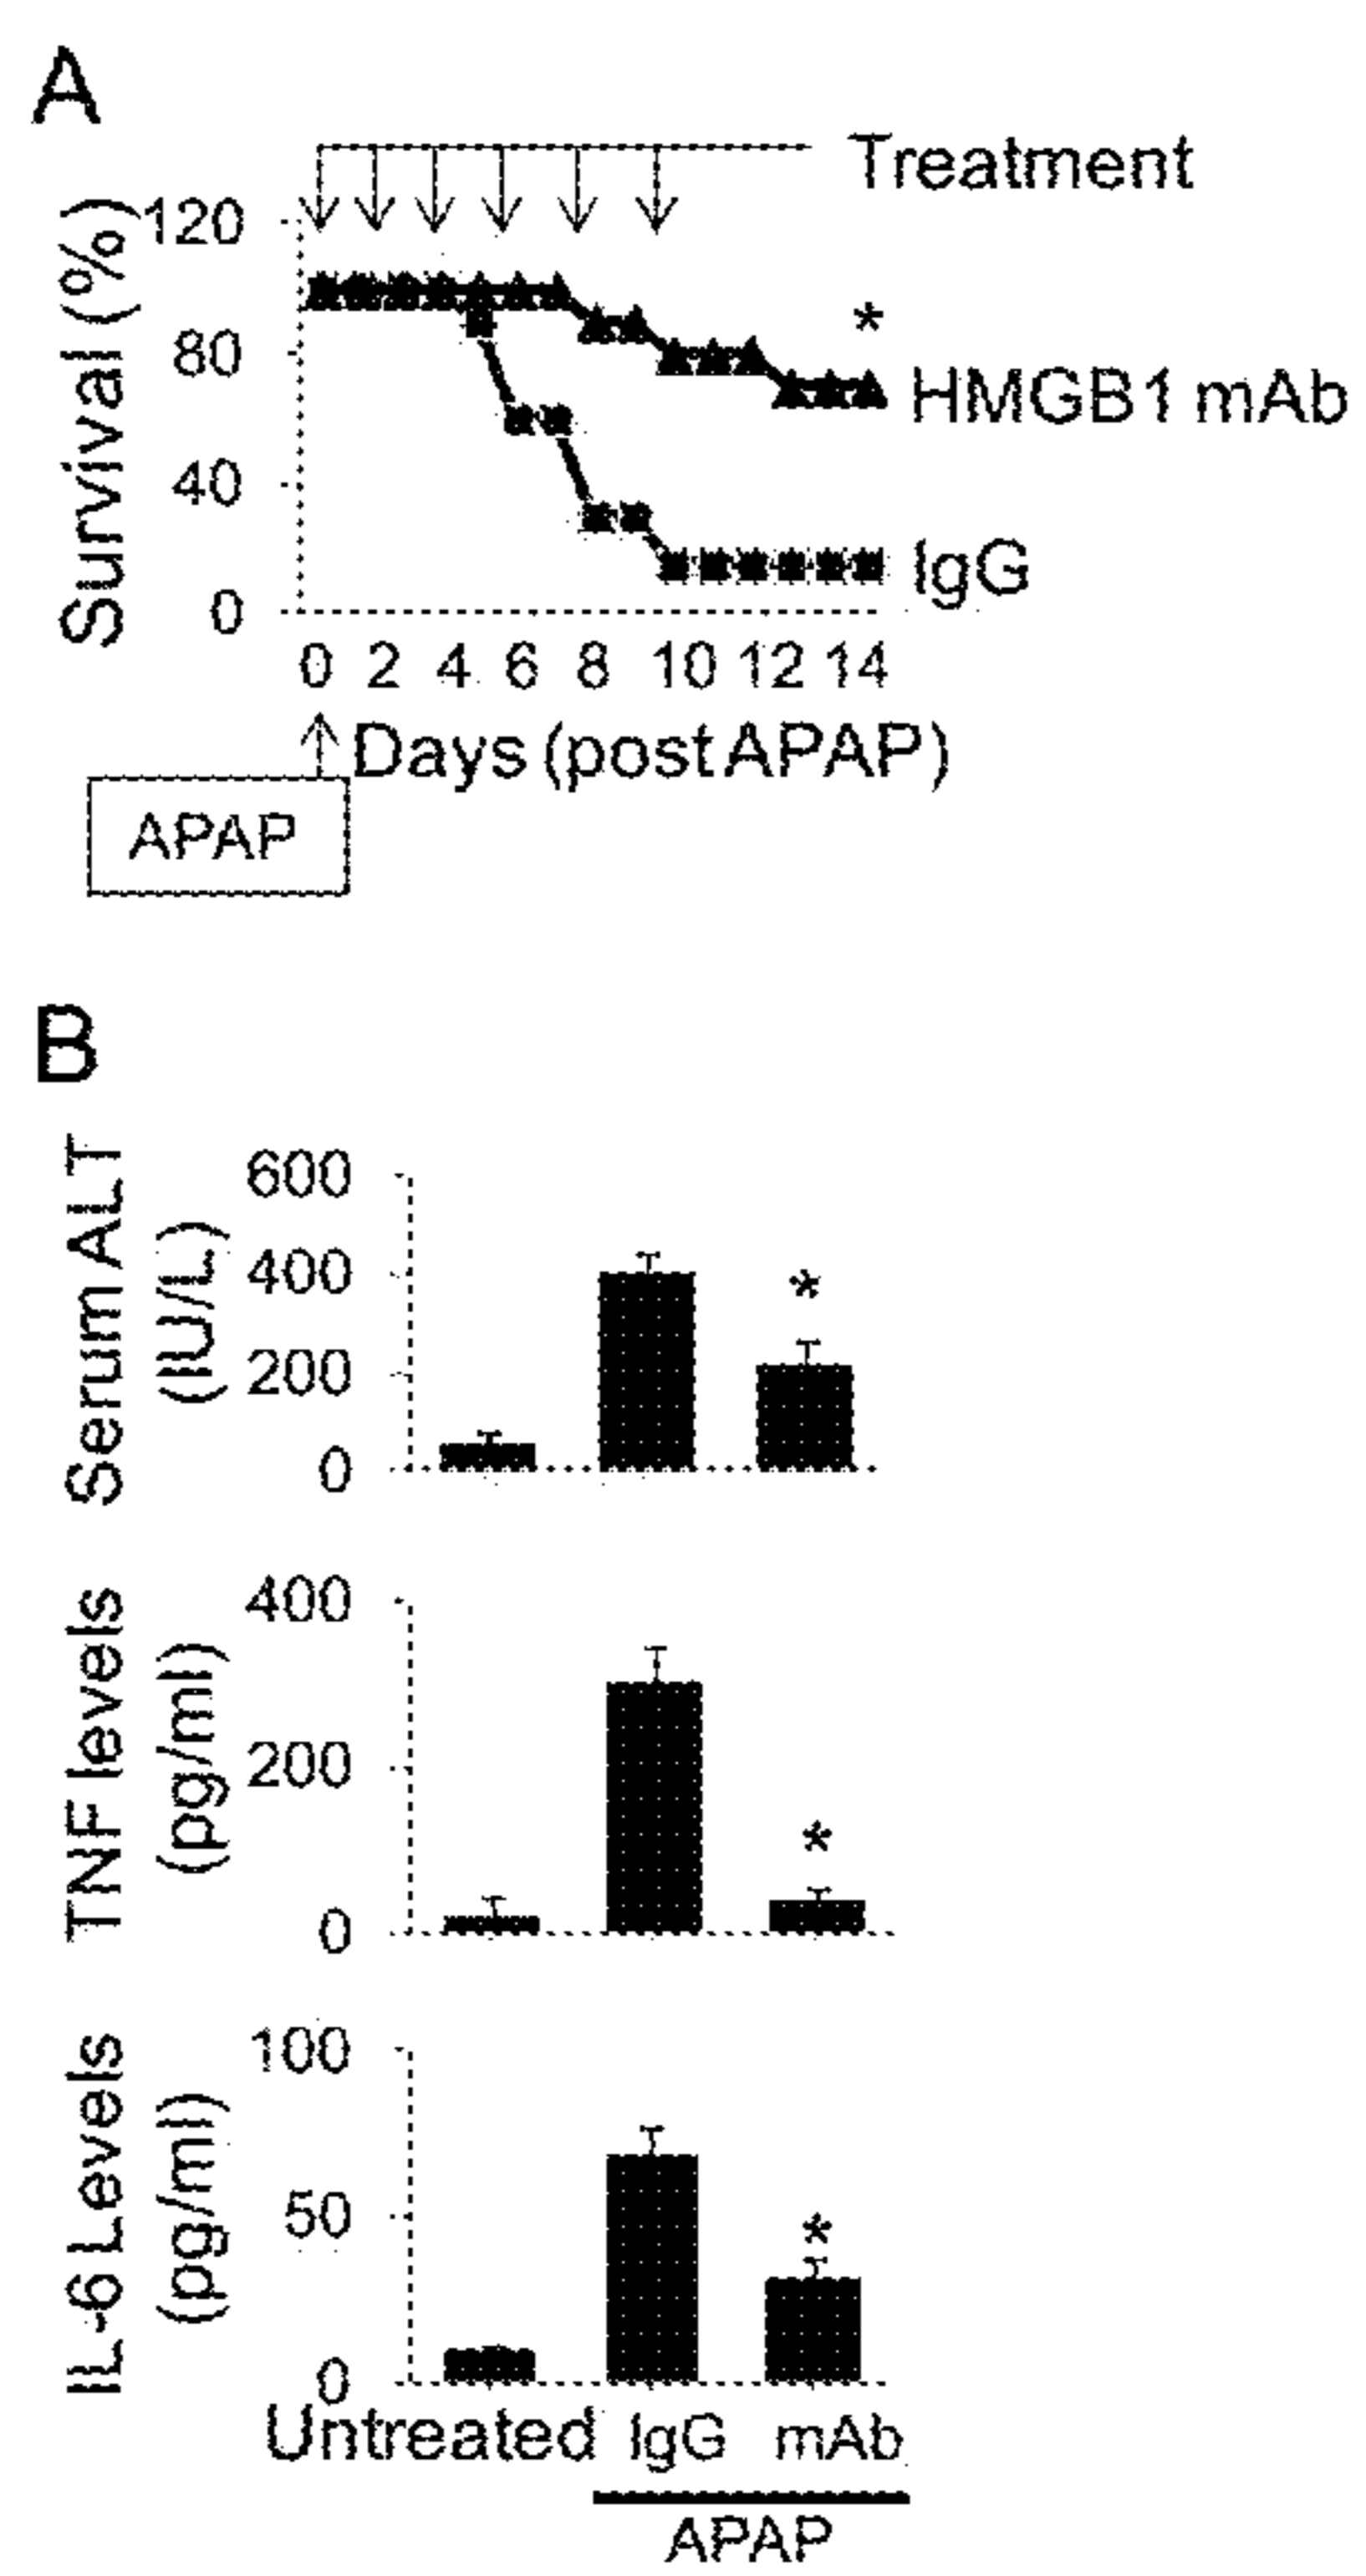 A
Treatment
Survival (%)
120
80
40
0
*
HMGB1 mAb
IgG
0 2 4 6 8 10 12 14
Days (post APAP)
APAP
B
Serum ALT
(IU/L)
600
400
200
0
*
TNF levels
(pg/ml)
400
200
0
*
IL-6 Levels
(pg/ml)
100
50
0
*
Untreated IgG mAb
APAP